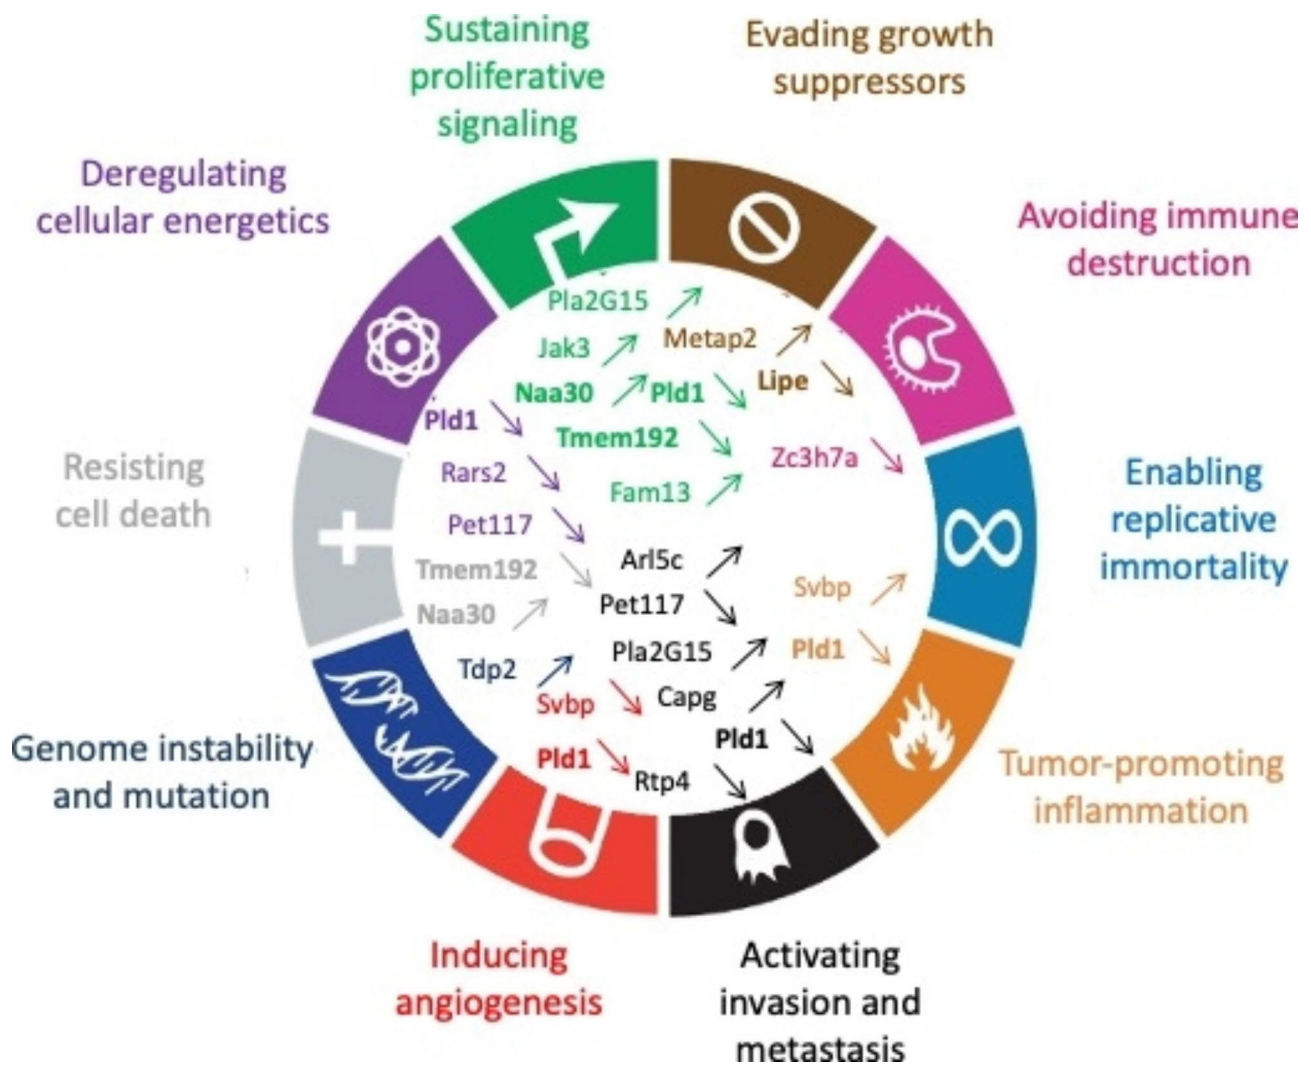 Sustaining
proliferative
signaling
Evading growth
suppressors
Deregulating
cellular energetics
Avoiding immune
destruction
Pla2G15
Metap2
Jak3
Lipe
Naa30
Pld1
Pld1
Tmem192
Zc3h7a
Rars2
Fam13
Pet117
Resisting
cell death
Enabling
replicative
immortality
Tmem192
Arl5c
Naa30
Pet117
Svbp
Pld1
Tdp2
Pla2G15
Svbp
Capg
Pld1
Pld1
Rtp4
Genome instability
and mutation
Tumor-promoting
inflammation
Inducing
angiogenesis
Activating
invasion and
metastasis